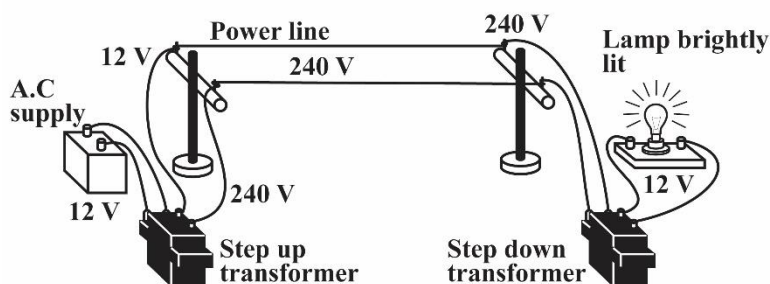 Power line
240 V
Lamp brightly
lit
12 V
240 V
A.C
supply
240 V
12 V
12 V
Step up
transformer
Step down
transformer